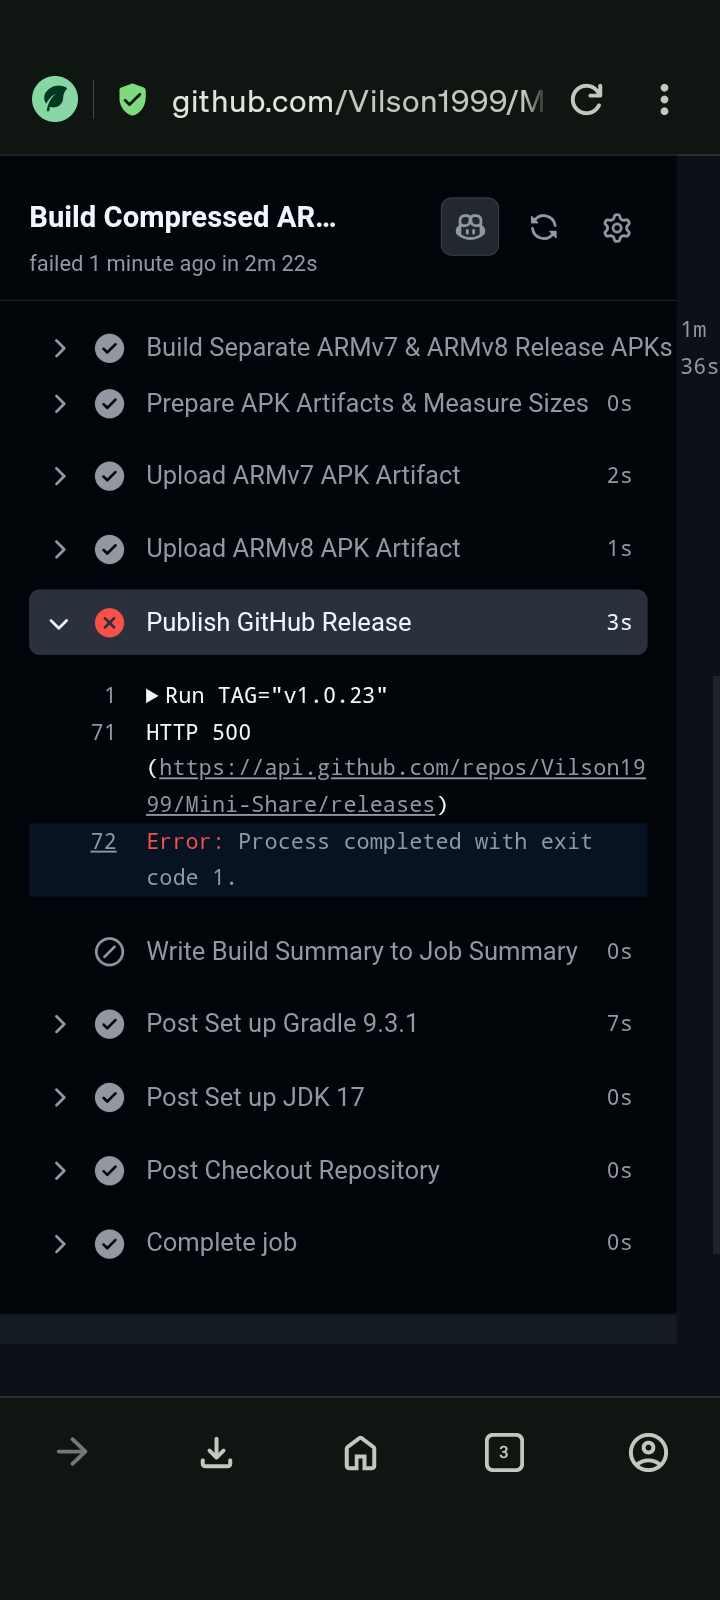 github.com/Vilson1999/M
Build Compressed AR...
failed 1 minute ago in 2m 22s
1m
36s
Build Separate ARMv7 & ARMv8 Release APKs
Prepare APK Artifacts & Measure Sizes 0s
Upload ARMv7 APK Artifact 2s
Upload ARMv8 APK Artifact 1s
Publish GitHub Release 3s
1 Run TAG="v1.0.23"
71 HTTP 500
(https://api.github.com/repos/Vilson19
99/Mini-Share/releases)
72 Error: Process completed with exit
code 1.
Write Build Summary to Job Summary 0s
Post Set up Gradle 9.3.1 7s
Post Set up JDK 17 0s
Post Checkout Repository 0s
Complete job 0s
3